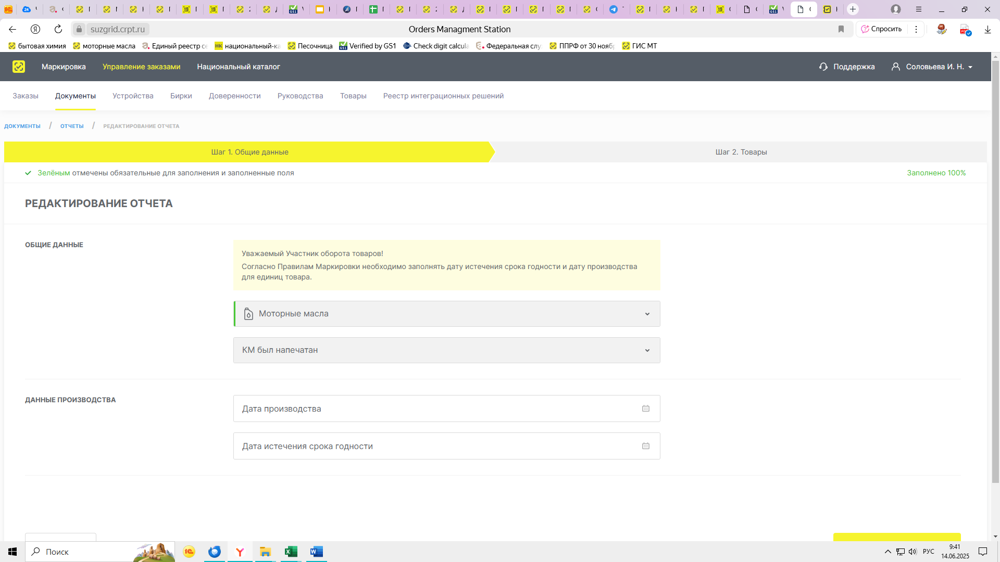 suzgrid.crpt.ru
Orders Managment Station
Спросить
бытовая химия
моторные масла
Единый реестр се
национальный-ка
Песочница
Verified by GS1
Check digit calcula
Федеральная слу
ППРФ от 30 нояб
ГИС МТ
Маркировка
Управление заказами
Национальный каталог
Поддержка
Соловьева И. Н.
Заказы
Документы
Устройства
Бирки
Доверенности
Руководства
Товары
Реестр интеграционных решений
ДОКУМЕНТЫ / ОТЧЕТЫ / РЕДАКТИРОВАНИЕ ОТЧЕТА
Шаг 1. Общие данные
Шаг 2. Товары
Зелёным отмечены обязательные для заполнения и заполненные поля
Заполнено 100%
РЕДАКТИРОВАНИЕ ОТЧЕТА
ОБЩИЕ ДАННЫЕ
Уважаемый Участник оборота товаров!
Согласно Правилам Маркировки необходимо заполнять дату истечения срока годности и дату производства
для единиц товара.
Моторные масла
КМ был напечатан
ДАННЫЕ ПРОИЗВОДСТВА
Дата производства
Дата истечения срока годности
Поиск
РУС
9:41
14.06.2025